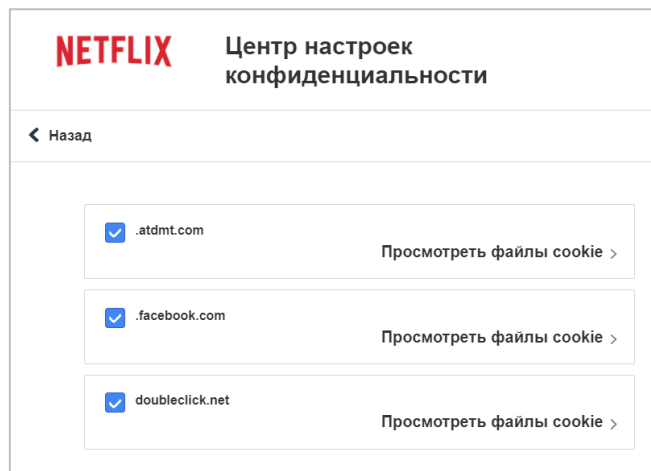 NETFLIX
Центр настроек
конфиденциальности
Назад
.atdmt.com
Просмотреть файлы cookie
.facebook.com
Просмотреть файлы cookie
doubleclick.net
Просмотреть файлы cookie